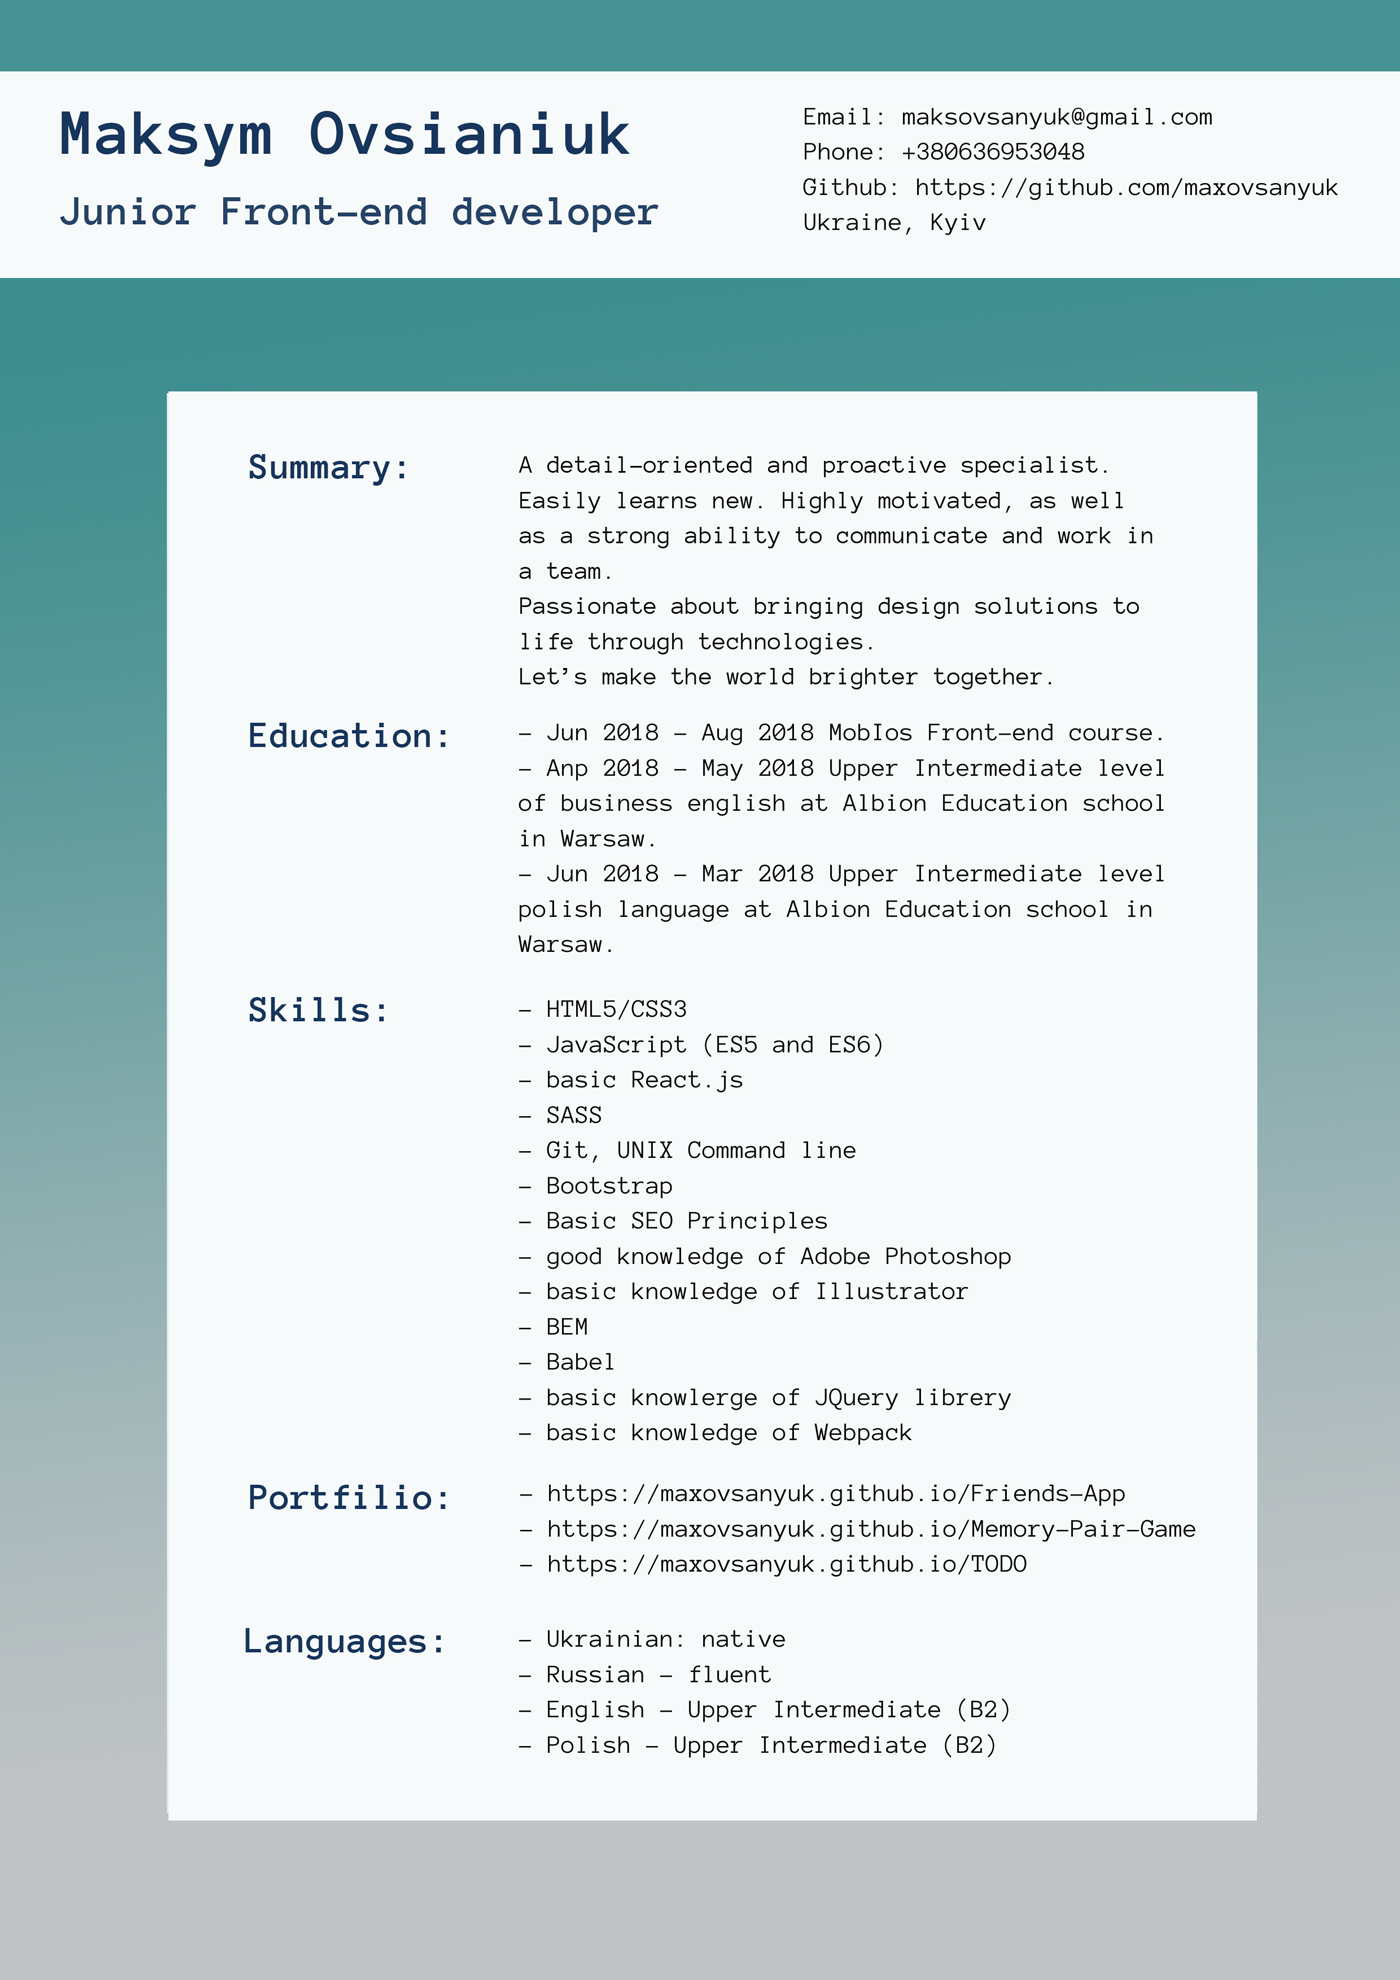 Maksym Ovsianiuk
Junior Front-end developer
Email: maksovsanyuk@gmail.com
Phone: +380636953048
Github: https://github.com/maxovsanyuk
Ukraine, Kyiv
Summary:
A detail-oriented and proactive specialist.
Easily learns new. Highly motivated, as well
as a strong ability to communicate and work in
a team.
Passionate about bringing design solutions to
life through technologies.
Let's make the world brighter together.
Education:
- Jun 2018 - Aug 2018 MobIos Front-end course.
- Anp 2018 - May 2018 Upper Intermediate level
of business english at Albion Education school
in Warsaw.
- Jun 2018 - Mar 2018 Upper Intermediate level
polish language at Albion Education school in
Warsaw.
Skills:
- HTML5/CSS3
- JavaScript (ES5 and ES6)
- basic React.js
- SASS
- Git, UNIX Command line
- Bootstrap
- Basic SEO Principles
- good knowledge of Adobe Photoshop
- basic knowledge of Illustrator
- BEM
- Babel
- basic knowlerge of JQuery librery
- basic knowledge of Webpack
Portfilio:
- https://maxovsanyuk.github.io/Friends-App
- https://maxovsanyuk.github.io/Memory-Pair-Game
- https://maxovsanyuk.github.io/TODO
Languages:
- Ukrainian: native
- Russian - fluent
- English - Upper Intermediate (B2)
- Polish - Upper Intermediate (B2)